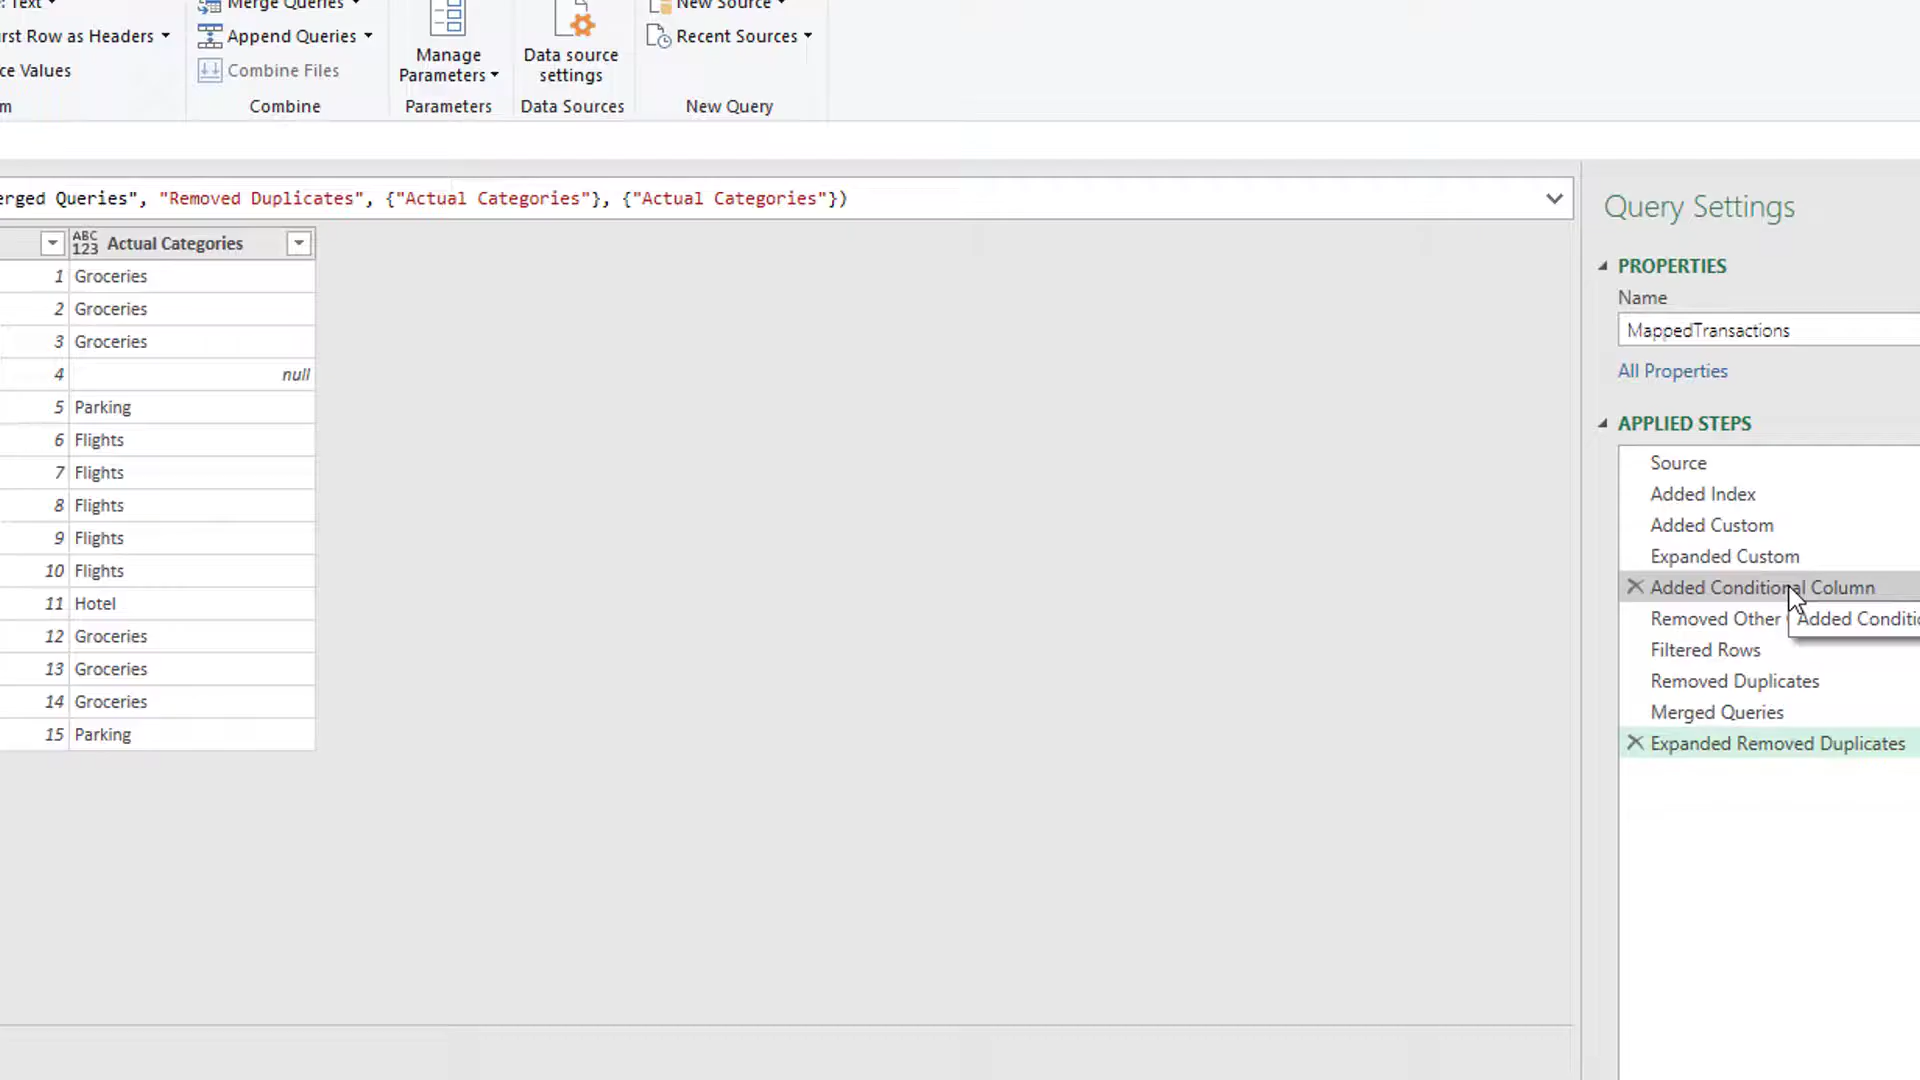 : Text
Merge Queries
New Source
rst Row as Headers
Append Queries
Manage
Parameters
Data source
settings
Recent Sources
ce Values
Combine Files
m
Combine
Parameters
Data Sources
New Query
erged Queries", "Removed Duplicates", {"Actual Categories"}, {"Actual Categories"})
Query Settings
ABC
123
Actual Categories
1 Groceries
2 Groceries
3 Groceries
4 null
5 Parking
6 Flights
7 Flights
8 Flights
9 Flights
10 Flights
11 Hotel
12 Groceries
13 Groceries
14 Groceries
15 Parking
PROPERTIES
Name
MappedTransactions
All Properties
APPLIED STEPS
Source
Added Index
Added Custom
Expanded Custom
Added Conditional Column
Removed Other
Added Conditio
Filtered Rows
Removed Duplicates
Merged Queries
Expanded Removed Duplicates